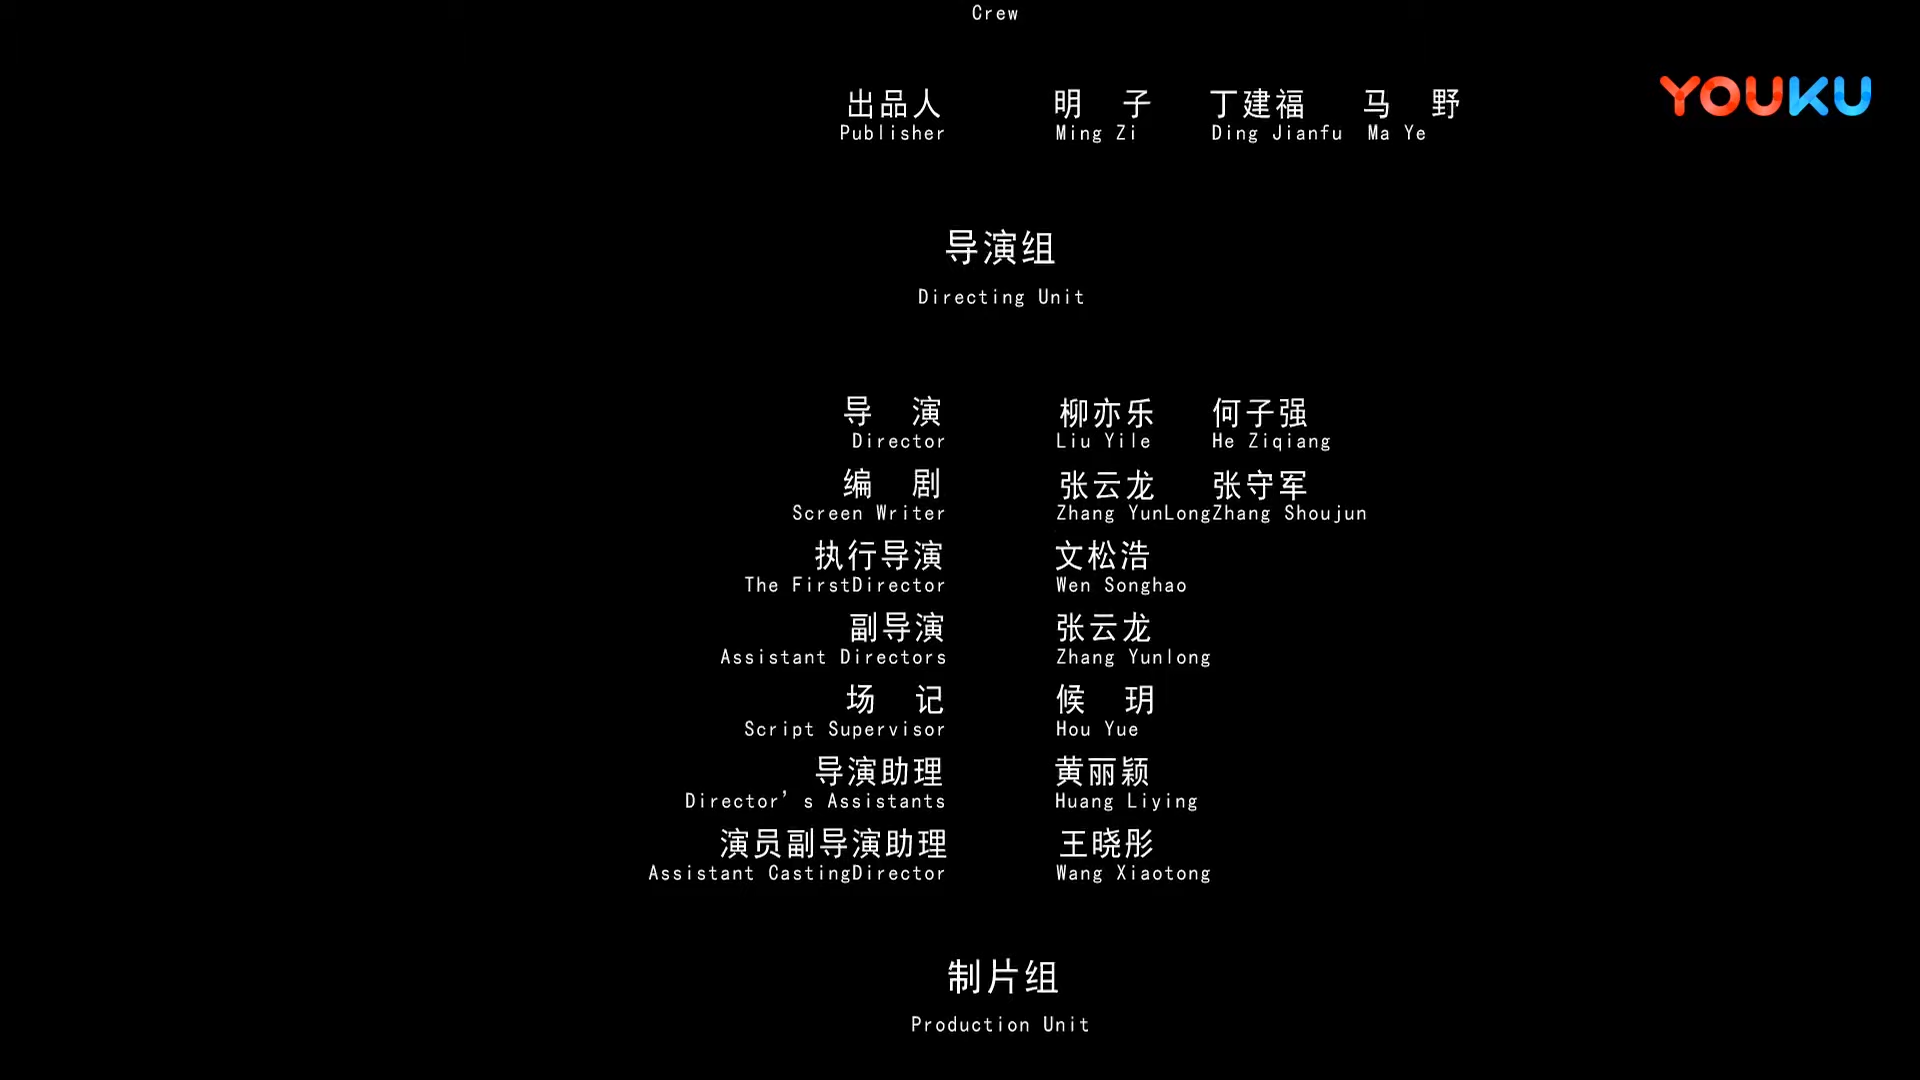 Crew
YOUKU
出品人 明 子 丁建福 马 野
Publisher Ming Zi Ding Jianfu Ma Ye
导演组
Directing Unit
导 演 柳亦乐 何子强
Director Liu Yile He Ziqiang
编 剧 张云龙 张守军
Screen Writer Zhang YunLongZhang Shoujun
执行导演 文松浩
The FirstDirector Wen Songhao
副导演 张云龙
Assistant Directors Zhang Yunlong
场 记 候 玥
Script Supervisor Hou Yue
导演助理 黄丽颖
Director’s Assistants Huang Liying
演员副导演助理 王晓彤
Assistant CastingDirector Wang Xiaotong
制片组
Production Unit